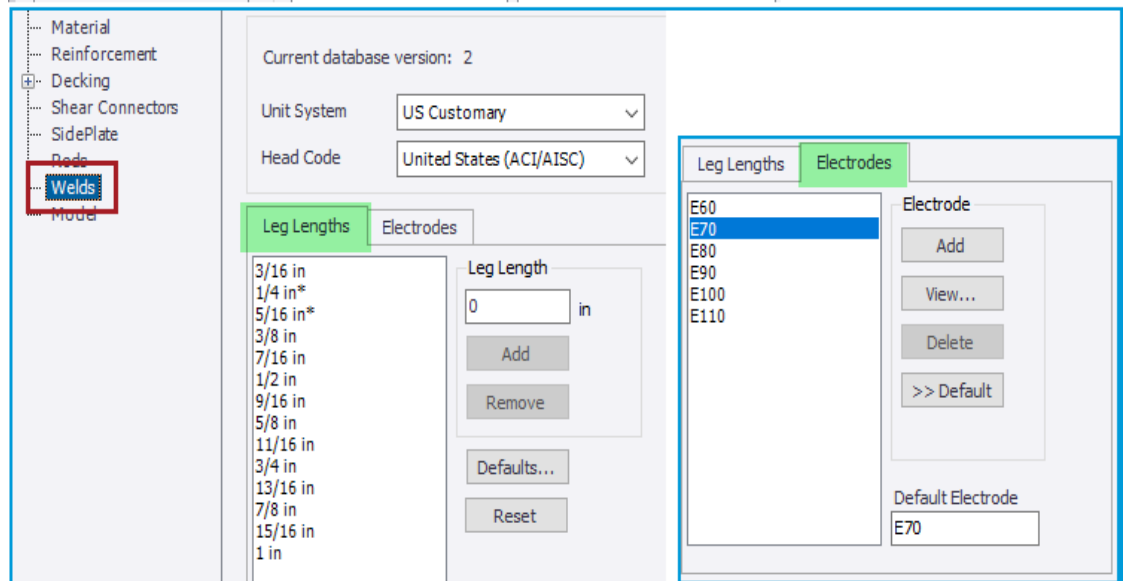 Material
Reinforcement
Decking
Shear Connectors
SidePlate
Rods
Welds
Model
Current database version: 2
Unit System
US Customary
Head Code
United States (ACI/AISC)
Leg Lengths
Electrodes
3/16 in
1/4 in*
5/16 in*
3/8 in
7/16 in
1/2 in
9/16 in
5/8 in
11/16 in
3/4 in
13/16 in
7/8 in
15/16 in
1 in
Leg Length
0 in
Add
Remove
Defaults...
Reset
Leg Lengths
Electrodes
E60
E70
E80
E90
E100
E110
Electrode
Add
View...
Delete
>> Default
Default Electrode
E70